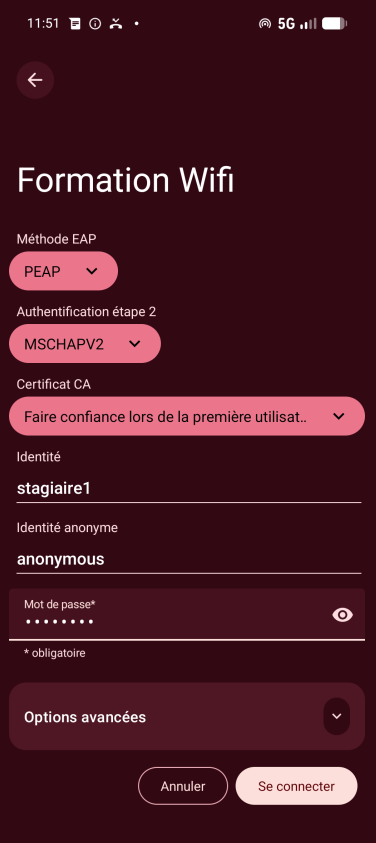 11:51
5G
Formation Wifi
Méthode EAP
PEAP
Authentification étape 2
MSCHAPV2
Certificat CA
Faire confiance lors de la première utilisat..
Identité
stagiaire1
Identité anonyme
anonymous
Mot de passe*
••••••••
* obligatoire
Options avancées
Annuler
Se connecter